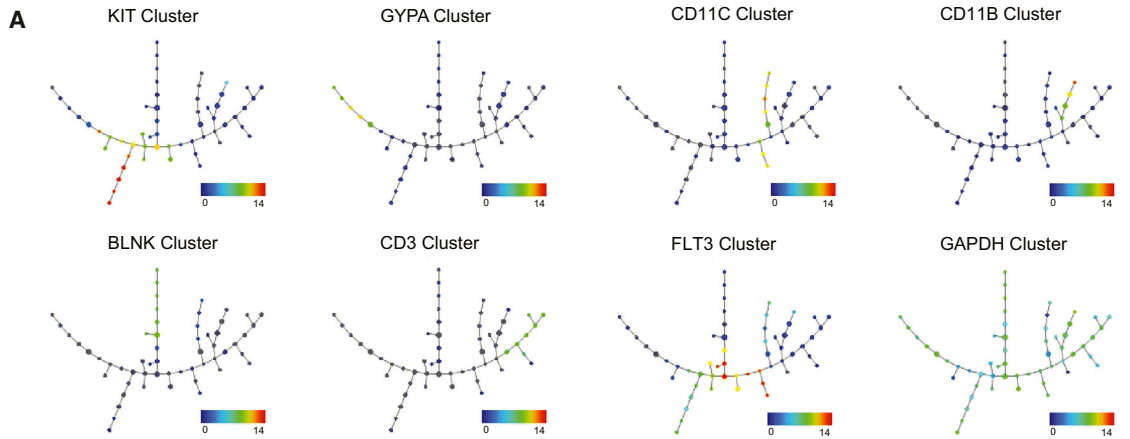 A
KIT Cluster
GYPA Cluster
CD11C Cluster
CD11B Cluster
0 14
0 14
0 14
0 14
BLNK Cluster
CD3 Cluster
FLT3 Cluster
GAPDH Cluster
0 14
0 14
0 14
0 14